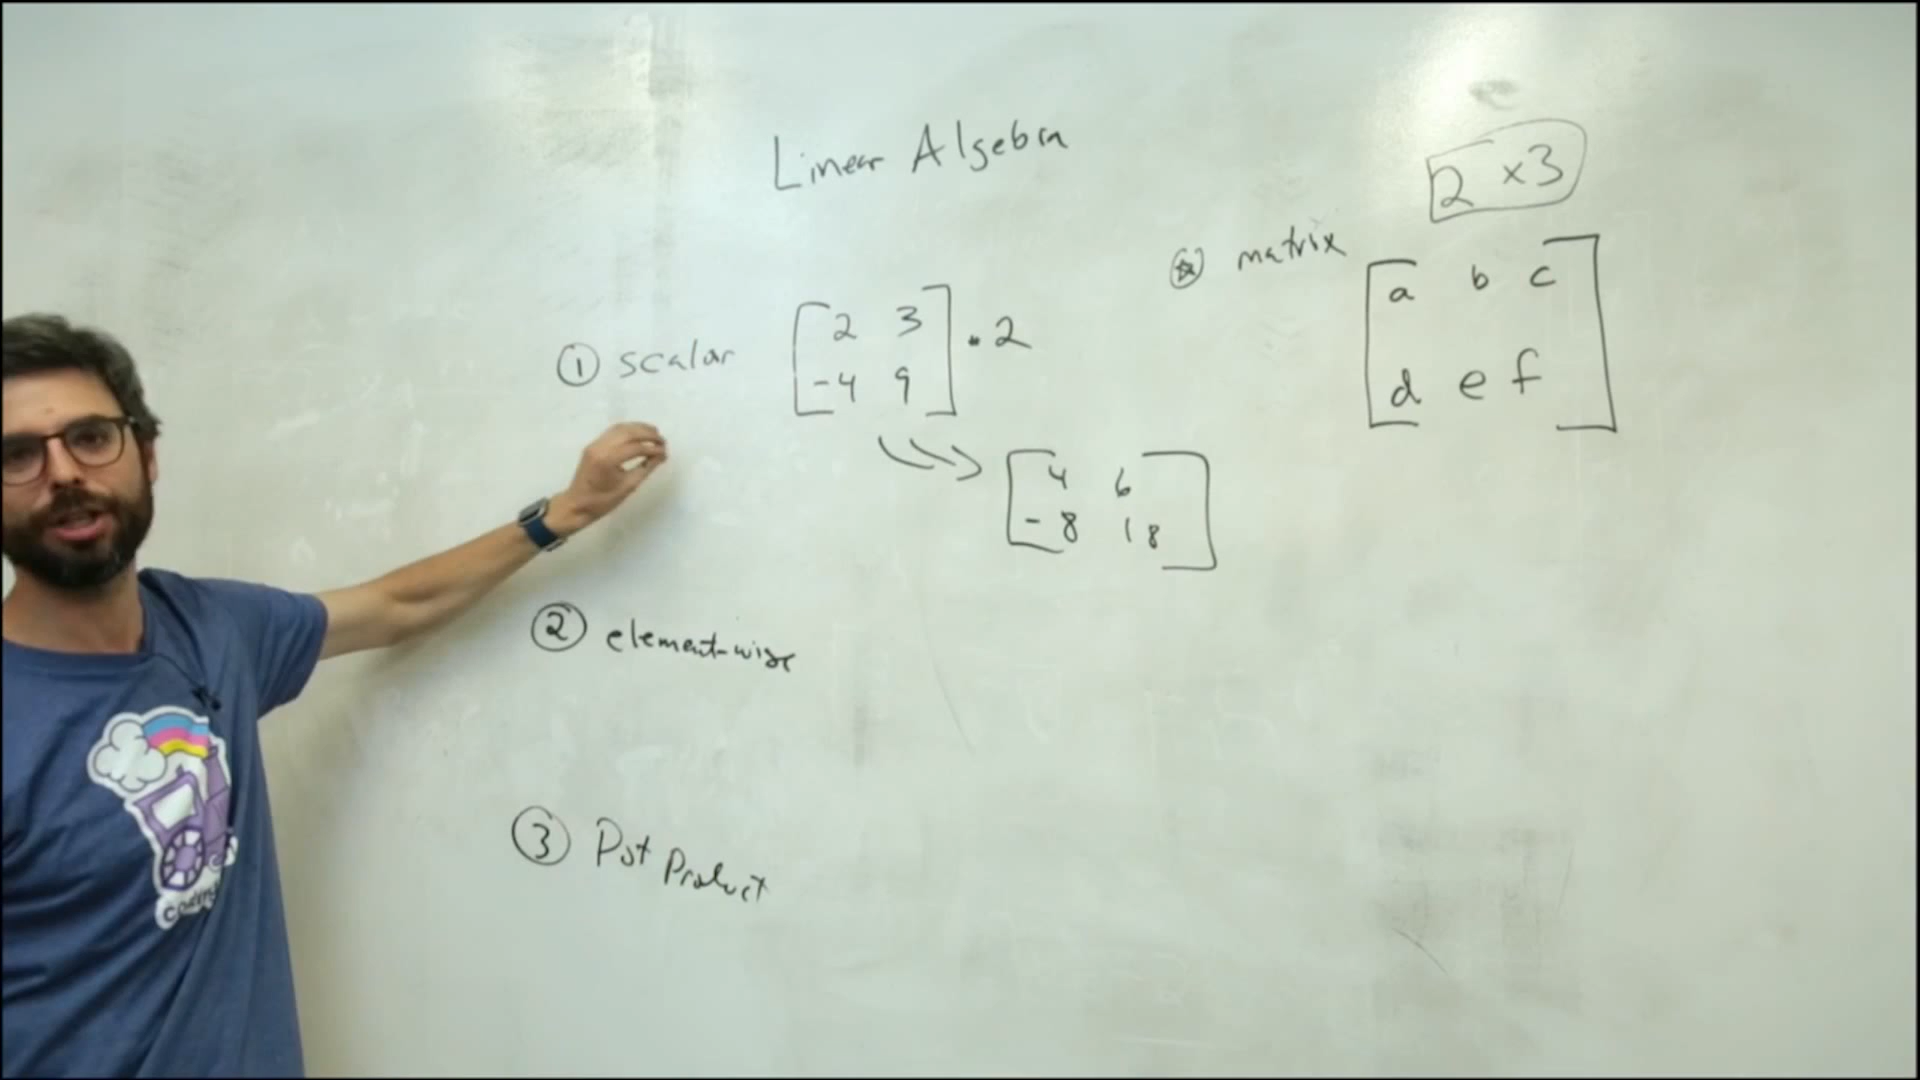 Linear Algebra
2 x3
matrix
a b c
d e f
1 scalar
2 3
-4 9
. 2
4 6
-8 18
2 element-wise
3 Dot Product